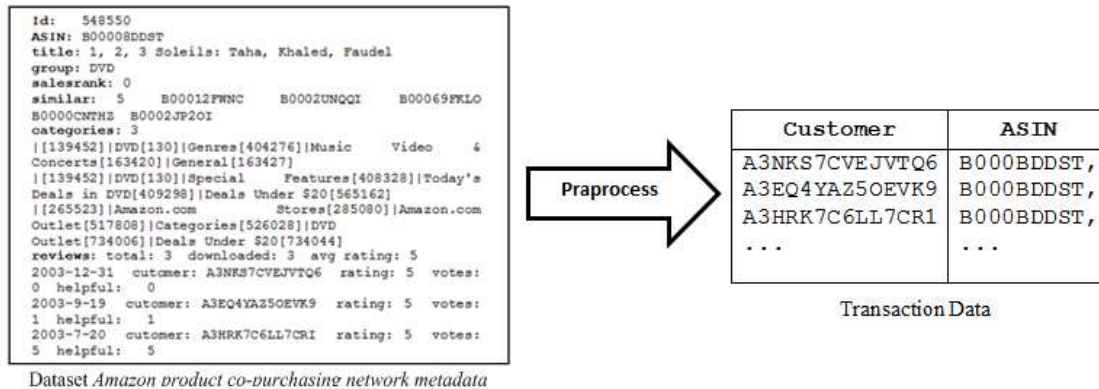 Id: 548550
ASIN: B00008DDST
title: 1, 2, 3 Soleils: Taha, Khaled, Faudel
group: DVD
salesrank: 0
similar: 5 B00012FWNC B0002UNQQI B00069FKLO
B0000CNTHZ B0002JP2OI
categories: 3
|[139452]|DVD[130]|Genres[404276]|Music Video &
Concerts[163420]|General[163427]
|[139452]|DVD[130]|Special Features[408328]|Today's
Deals in DVD[409298]|Deals Under $20[565162]
|[265523]|Amazon.com Stores[285080]|Amazon.com
Outlet[517808]|Categories[526028]|DVD
Outlet[734006]|Deals Under $20[734044]
reviews: total: 3 downloaded: 3 avg rating: 5
2003-12-31 cutomer: A3NKS7CVEJVTQ6 rating: 5 votes:
0 helpful: 0
2003-9-19 cutomer: A3EQ4YAZ5OEVK9 rating: 5 votes:
1 helpful: 1
2003-7-20 cutomer: A3HRK7C6LL7CRI rating: 5 votes:
5 helpful: 5
Dataset Amazon product co-purchasing network metadata
Praprocess
Customer ASIN
A3NKS7CVEJVTQ6 B000BDDST,
A3EQ4YAZ5OEVK9 B000BDDST,
A3HRK7C6LL7CR1 B000BDDST,
... ...
Transaction Data